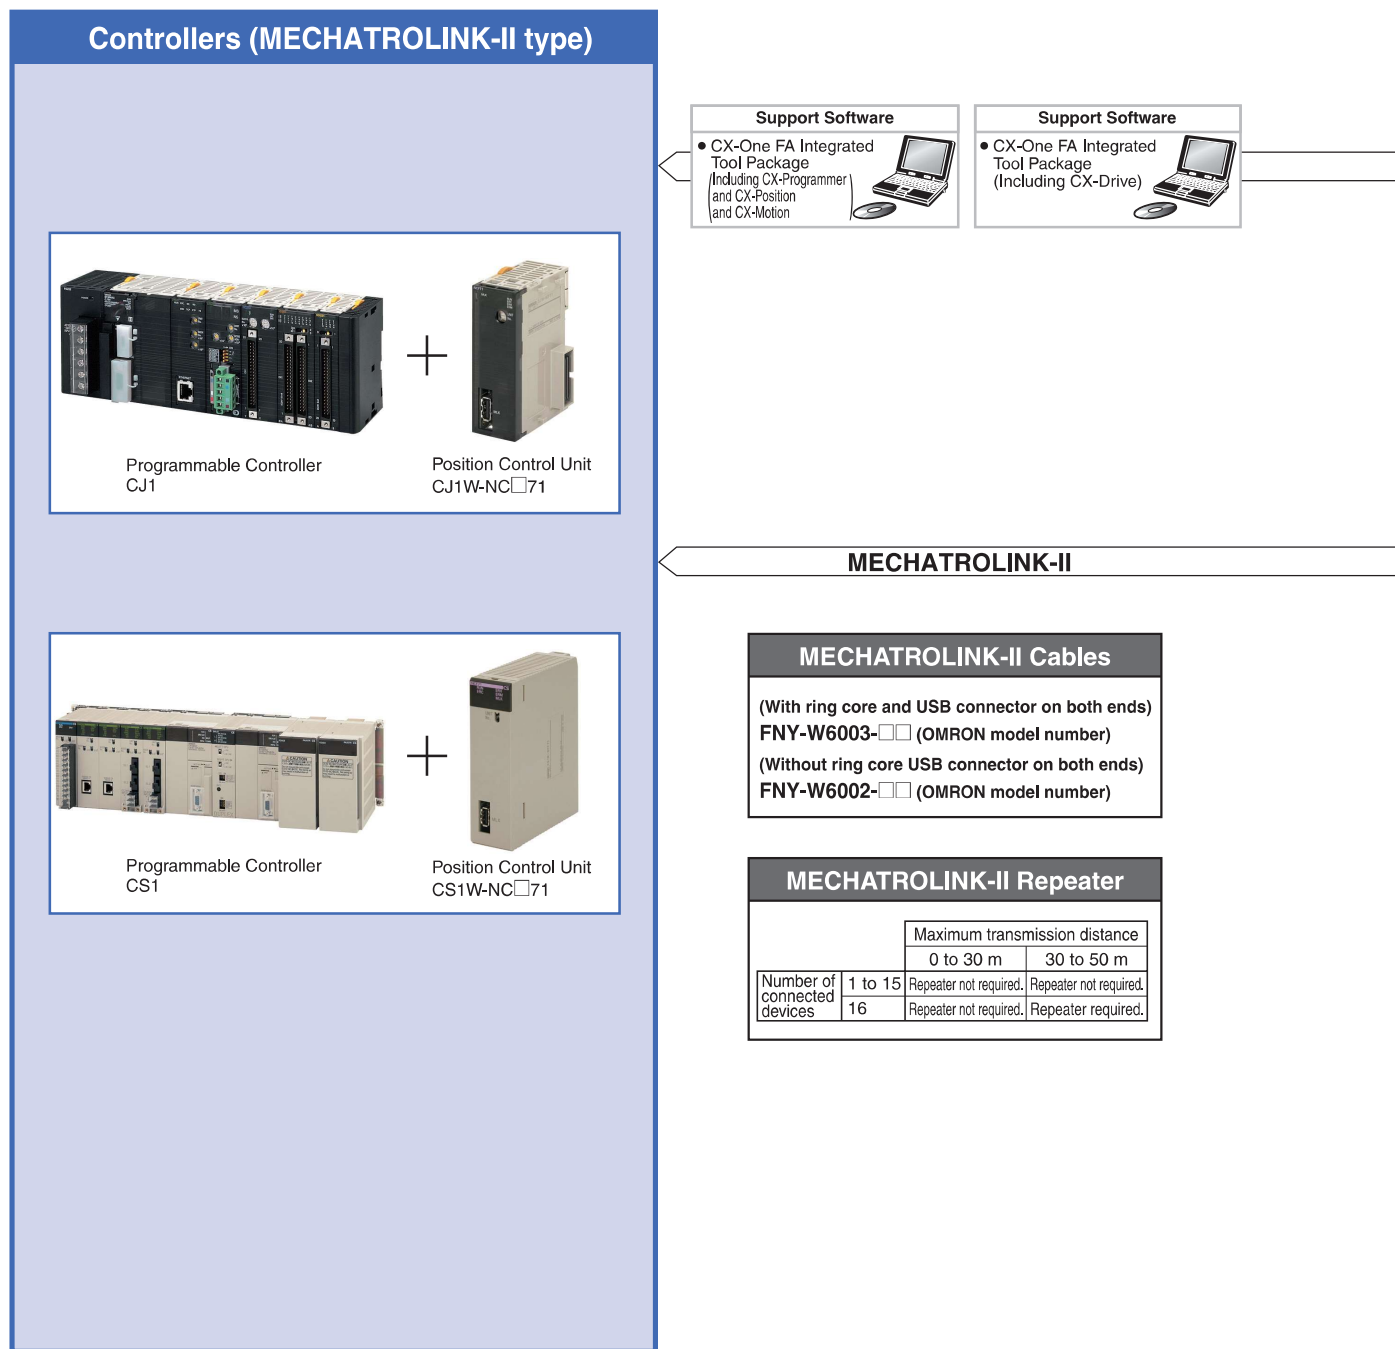 Controllers (MECHATROLINK-II type)
Support Software
• CX-One FA Integrated
Tool Package
(Including CX-Programmer
and CX-Position
and CX-Motion)
Support Software
• CX-One FA Integrated
Tool Package
(Including CX-Drive)
Programmable Controller
CJ1
Position Control Unit
CJ1W-NC□71
MECHATROLINK-II
Programmable Controller
CS1
Position Control Unit
CS1W-NC□71
MECHATROLINK-II Cables
(With ring core and USB connector on both ends)
FNY-W6003-□□ (OMRON model number)
(Without ring core USB connector on both ends)
FNY-W6002-□□ (OMRON model number)
MECHATROLINK-II Repeater
Maximum transmission distance
0 to 30 m 30 to 50 m
Number of connected devices
1 to 15 Repeater not required. Repeater not required.
16 Repeater not required. Repeater required.